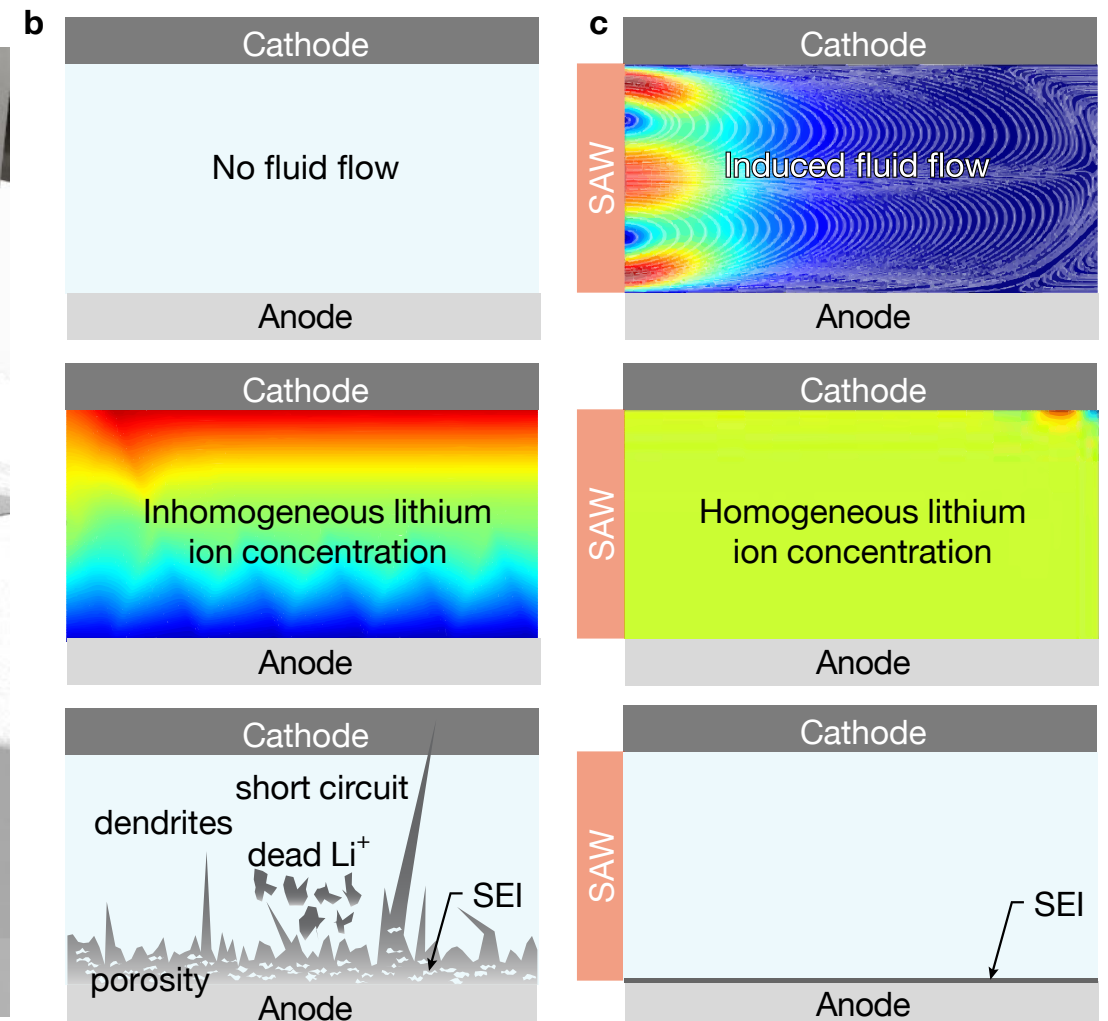 b
Cathode
No fluid flow
Anode
Cathode
Inhomogeneous lithium
ion concentration
Anode
Cathode
short circuit
dendrites
dead Li⁺
SEI
porosity
Anode
c
Cathode
SAW
Induced fluid flow
Anode
Cathode
SAW
Homogeneous lithium
ion concentration
Anode
Cathode
SAW
SEI
Anode